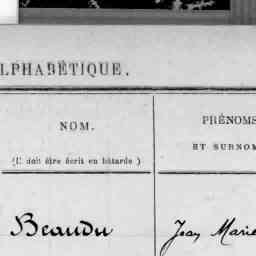 LPHABÉTIQUE.
NOM.
(Il doit être écrit en bâtarde)
PRÉNOMS
ET SURNOM
Beaudu
Jean Marie